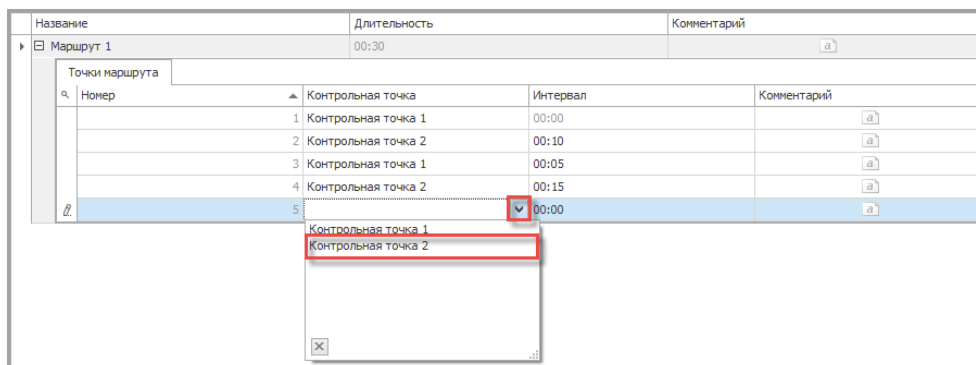 Название Длительность Комментарий
Маршрут 1 00:30 a
Точки маршрута
Номер Контрольная точка Интервал Комментарий
1 Контрольная точка 1 00:00 a
2 Контрольная точка 2 00:10 a
3 Контрольная точка 1 00:05 a
4 Контрольная точка 2 00:15 a
5 00:00 a
Контрольная точка 1
Контрольная точка 2